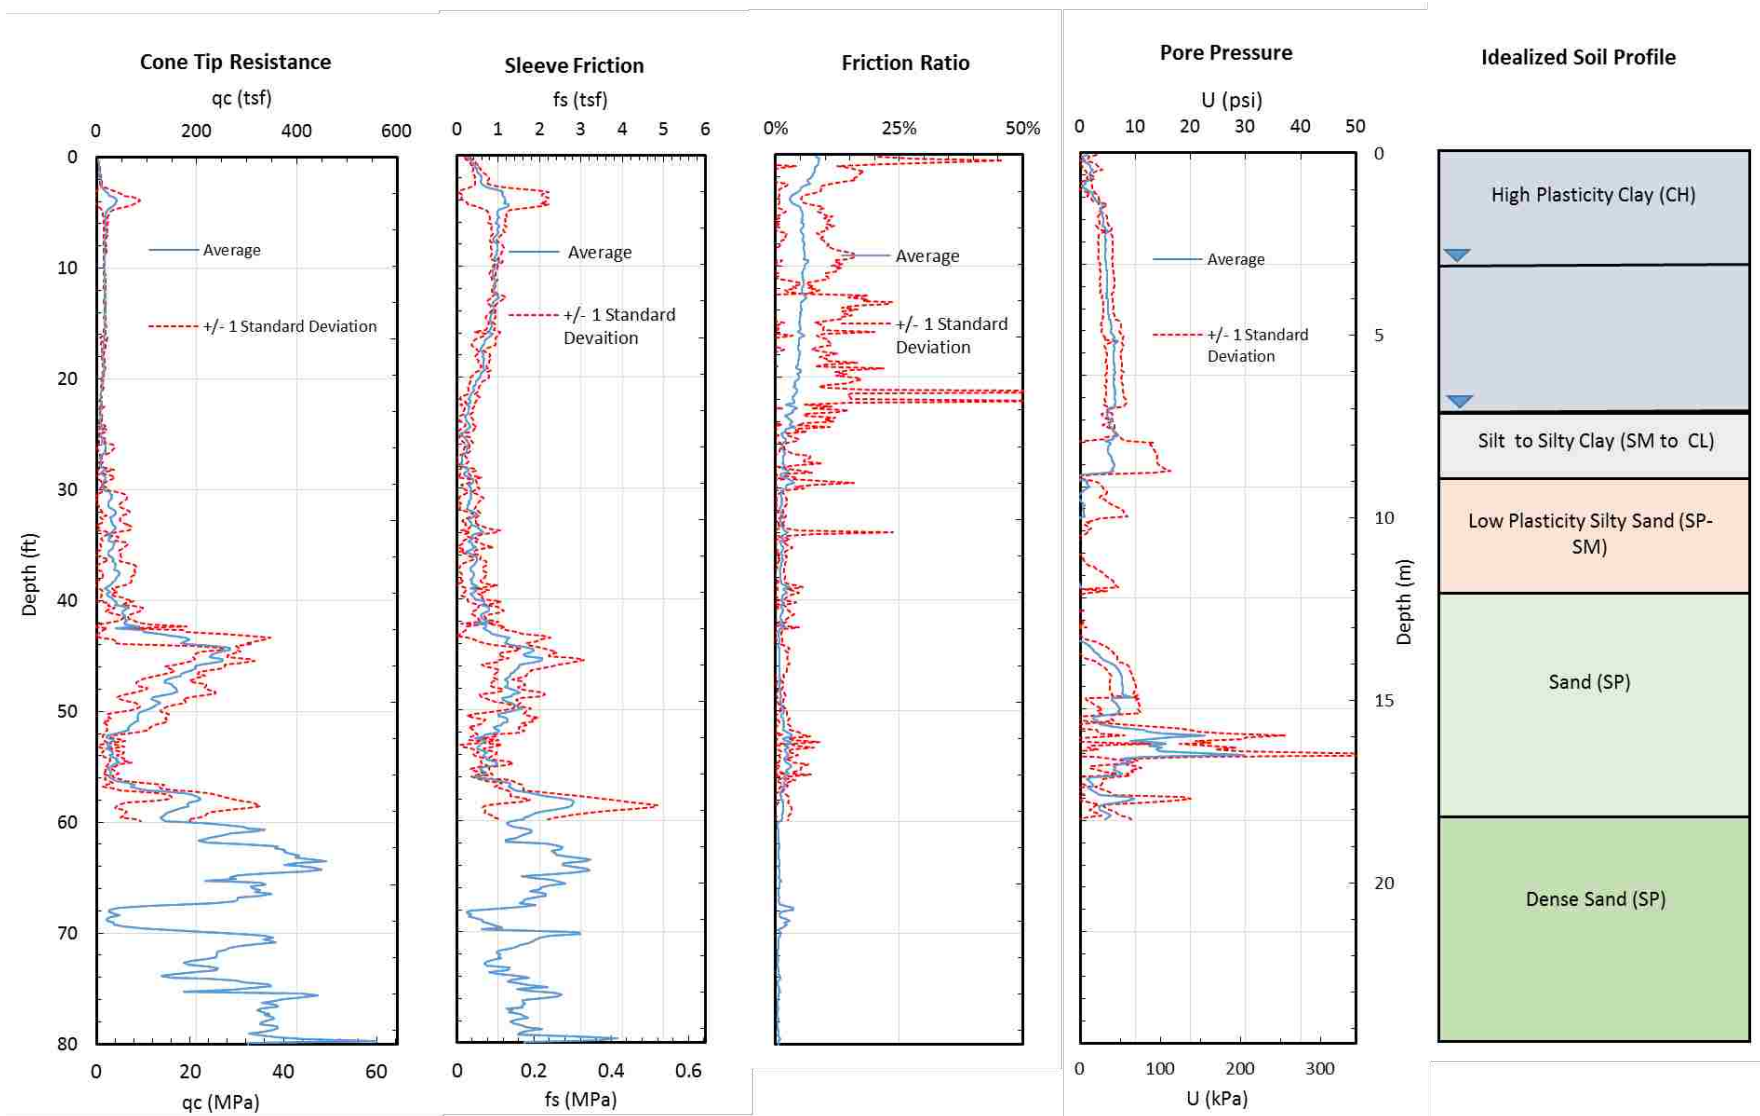 Cone Tip Resistance
qc (tsf)
0 200 400 600
Sleeve Friction
fs (tsf)
0 1 2 3 4 5 6
Friction Ratio
0% 25% 50%
Pore Pressure
U (psi)
0 10 20 30 40 50
Idealized Soil Profile
Depth (ft)
0
10
20
30
40
50
60
70
80
Average
+/- 1 Standard Deviation
Average
+/- 1 Standard
Devaition
Average
+/- 1 Standard
Deviation
Average
+/- 1 Standard
Deviation
0
5
10
15
20
Depth (m)
High Plasticity Clay (CH)
Silt to Silty Clay (SM to CL)
Low Plasticity Silty Sand (SP-
SM)
Sand (SP)
Dense Sand (SP)
0 20 40 60
qc (MPa)
0 0.2 0.4 0.6
fs (MPa)
0 100 200 300
U (kPa)